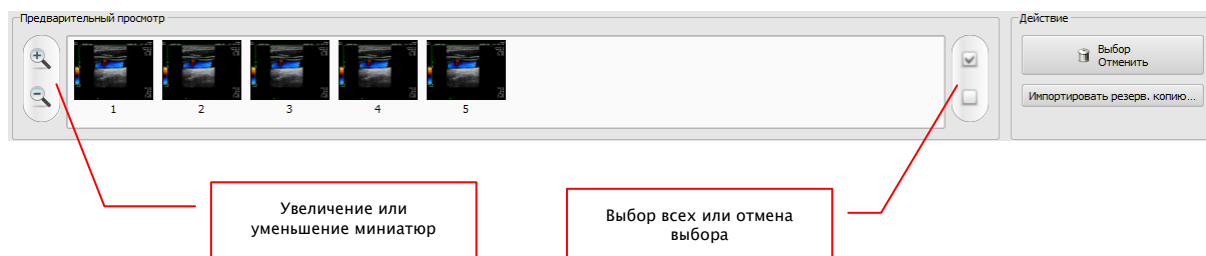 Предварительный просмотр
Действие
1
2
3
4
5
Выбор
Отменить
Импортировать резерв. копию...
Увеличение или
уменьшение миниатюр
Выбор всех или отмена
выбора